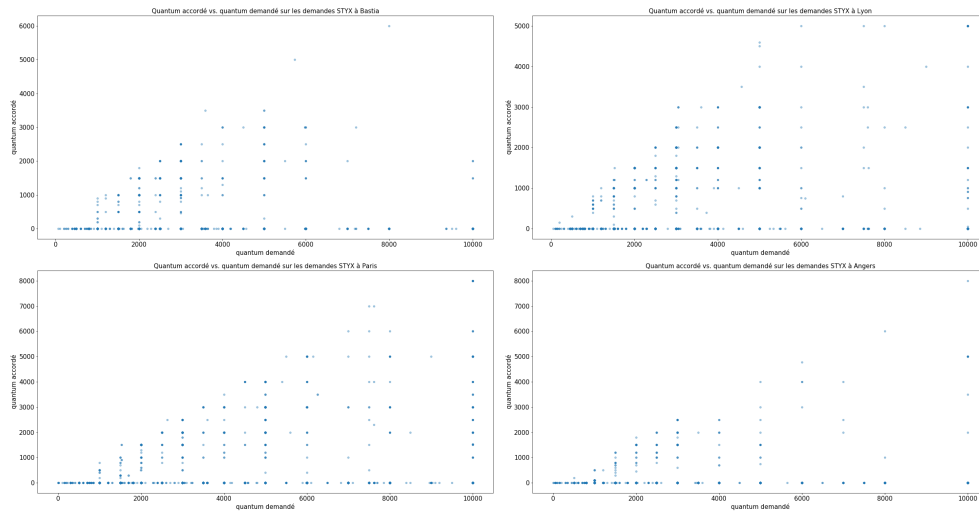 Quantum accordé vs. quantum demandé sur les demandes STYX à Bastia
quantum accordé
6000
5000
4000
3000
2000
1000
0
0 2000 4000 6000 8000 10000
quantum demandé
Quantum accordé vs. quantum demandé sur les demandes STYX à Lyon
quantum accordé
5000
4000
3000
2000
1000
0
2000 4000 6000 8000 10000
quantum demandé
Quantum accordé vs. quantum demandé sur les demandes STYX à Paris
quantum accordé
8000
7000
6000
5000
4000
3000
2000
1000
0
0 2000 4000 6000 8000 10000
quantum demandé
Quantum accordé vs. quantum demandé sur les demandes STYX à Angers
quantum accordé
8000
7000
6000
5000
4000
3000
2000
1000
0
2000 4000 6000 8000 10000
quantum demandé